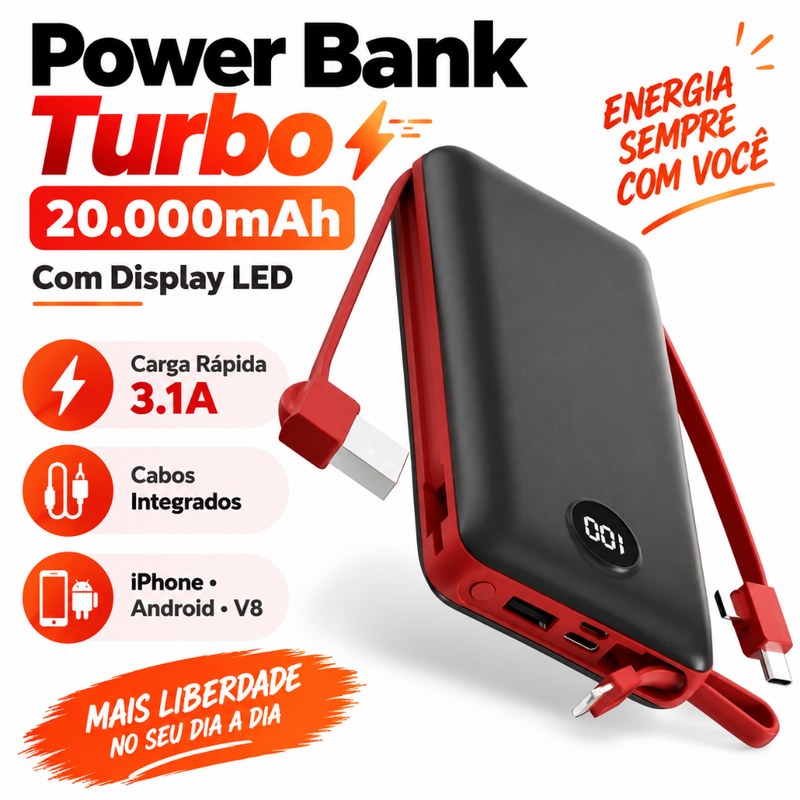 Power Bank
Turbo
20.000mAh
Com Display LED
ENERGIA
SEMPRE
COM VOCÊ
Carga Rápida
3.1A
Cabos
Integrados
iPhone •
Android • V8
MAIS LIBERDADE
NO SEU DIA A DIA
001